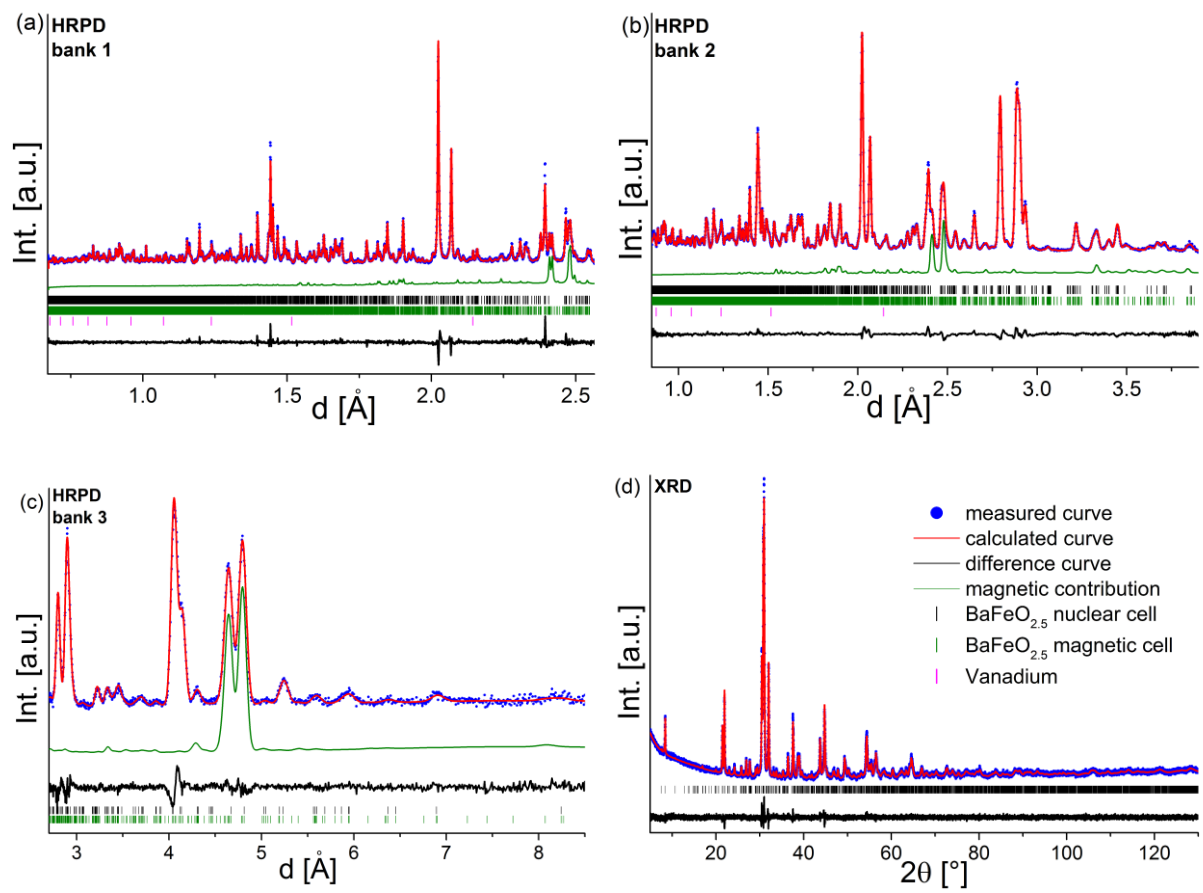 (a)
HRPD
bank 1
Int. [a.u.]
1.0 1.5 2.0 2.5
d [Å]
(b)
HRPD
bank 2
Int. [a.u.]
1.0 1.5 2.0 2.5 3.0 3.5
d [Å]
(c)
HRPD
bank 3
Int. [a.u.]
3 4 5 6 7 8
d [Å]
(d)
XRD
measured curve
calculated curve
difference curve
magnetic contribution
BaFeO2.5 nuclear cell
BaFeO2.5 magnetic cell
Vanadium
Int. [a.u.]
20 40 60 80 100 120
2θ [°]